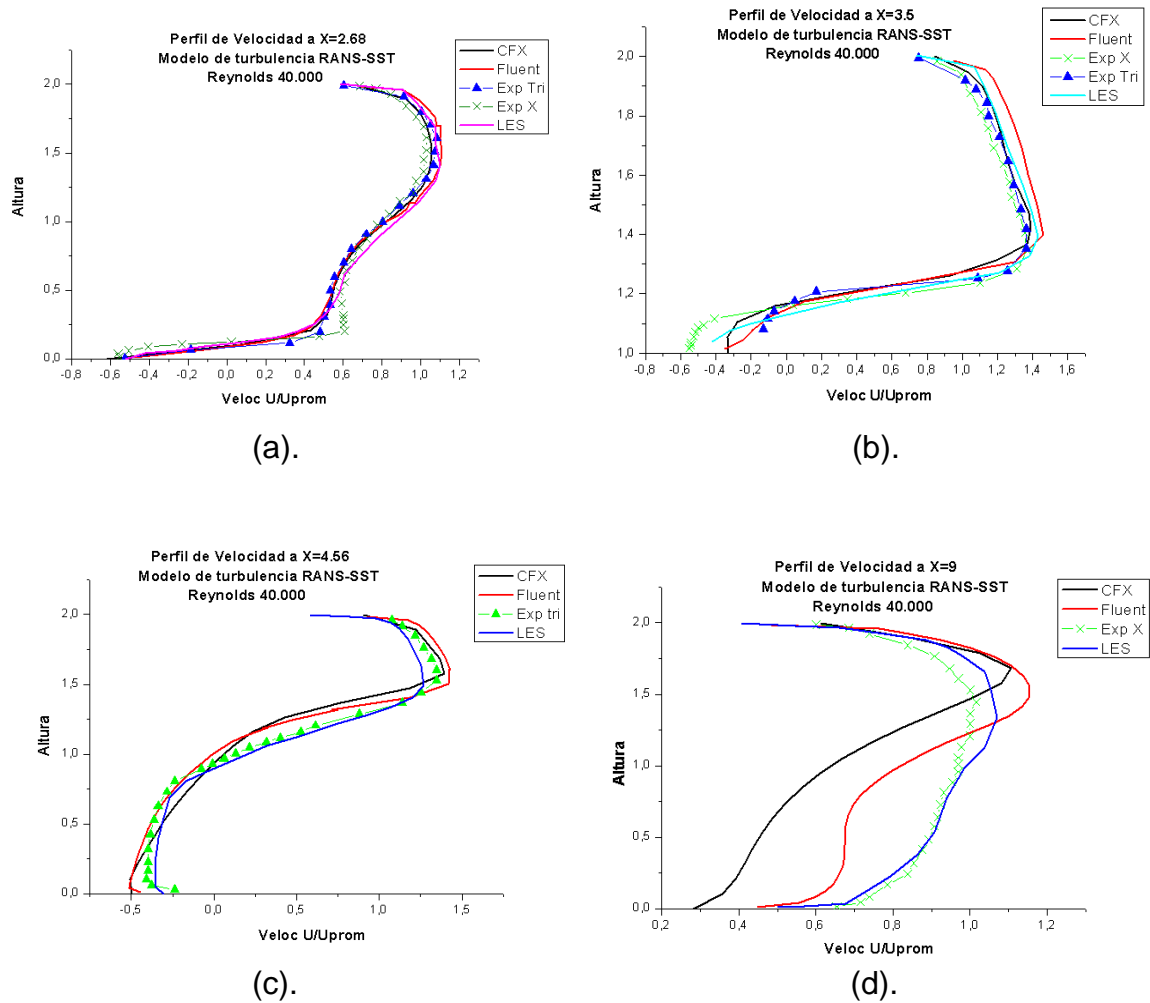 Perfil de Velocidad a X=2.68
Modelo de turbulencia RANS-SST
Reynolds 40.000
CFX
Fluent
Exp Tri
Exp X
LES
Altura
2,0
1,5
1,0
0,5
0,0
-0,8 -0,6 -0,4 -0,2 0,0 0,2 0,4 0,6 0,8 1,0 1,2
Veloc U/Uprom
(a).
Perfil de Velocidad a X=3.5
Modelo de turbulencia RANS-SST
Reynolds 40.000
CFX
Fluent
Exp X
Exp Tri
LES
Altura
2,0
1,8
1,6
1,4
1,2
1,0
-0,8 -0,6 -0,4 -0,2 0,0 0,2 0,4 0,6 0,8 1,0 1,2 1,4 1,6
Veloc U/Uprom
(b).
Perfil de Velocidad a X=4.56
Modelo de turbulencia RANS-SST
Reynolds 40.000
CFX
Fluent
Exp tri
LES
Altura
2,0
1,5
1,0
0,5
0,0
-0,5 0,0 0,5 1,0 1,5
Veloc U/Uprom
(c).
Perfil de Velocidad a X=9
Modelo de turbulencia RANS-SST
Reynolds 40.000
CFX
Fluent
Exp X
LES
Altura
2,0
1,5
1,0
0,5
0,0
0,2 0,4 0,6 0,8 1,0 1,2
Veloc U/Uprom
(d).